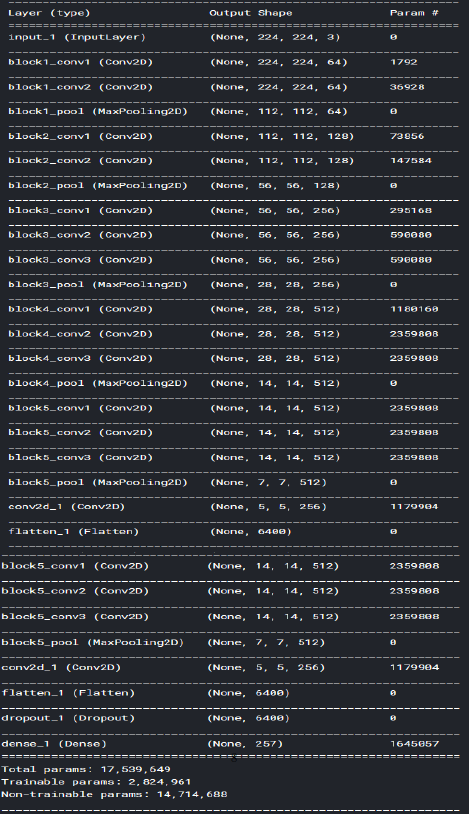 Layer (type) Output Shape Param #
input_1 (InputLayer) (None, 224, 224, 3) 0
block1_conv1 (Conv2D) (None, 224, 224, 64) 1792
block1_conv2 (Conv2D) (None, 224, 224, 64) 36928
block1_pool (MaxPooling2D) (None, 112, 112, 64) 0
block2_conv1 (Conv2D) (None, 112, 112, 128) 73856
block2_conv2 (Conv2D) (None, 112, 112, 128) 147584
block2_pool (MaxPooling2D) (None, 56, 56, 128) 0
block3_conv1 (Conv2D) (None, 56, 56, 256) 295168
block3_conv2 (Conv2D) (None, 56, 56, 256) 590080
block3_conv3 (Conv2D) (None, 56, 56, 256) 590080
block3_pool (MaxPooling2D) (None, 28, 28, 256) 0
block4_conv1 (Conv2D) (None, 28, 28, 512) 1180160
block4_conv2 (Conv2D) (None, 28, 28, 512) 2359808
block4_conv3 (Conv2D) (None, 28, 28, 512) 2359808
block4_pool (MaxPooling2D) (None, 14, 14, 512) 0
block5_conv1 (Conv2D) (None, 14, 14, 512) 2359808
block5_conv2 (Conv2D) (None, 14, 14, 512) 2359808
block5_conv3 (Conv2D) (None, 14, 14, 512) 2359808
block5_pool (MaxPooling2D) (None, 7, 7, 512) 0
conv2d_1 (Conv2D) (None, 5, 5, 256) 1179904
flatten_1 (Flatten) (None, 6400) 0
block5_conv1 (Conv2D) (None, 14, 14, 512) 2359808
block5_conv2 (Conv2D) (None, 14, 14, 512) 2359808
block5_conv3 (Conv2D) (None, 14, 14, 512) 2359808
block5_pool (MaxPooling2D) (None, 7, 7, 512) 0
conv2d_1 (Conv2D) (None, 5, 5, 256) 1179904
flatten_1 (Flatten) (None, 6400) 0
dropout_1 (Dropout) (None, 6400) 0
dense_1 (Dense) (None, 257) 1645057
Total params: 17,539,649
Trainable params: 2,824,961
Non-trainable params: 14,714,688